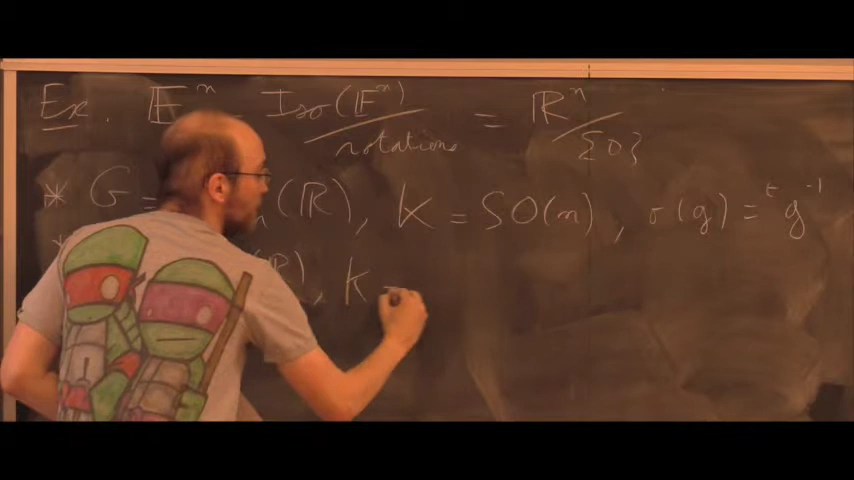 Ex. Eⁿ Iso(Eⁿ)/rotations = ℝⁿ/{0}
* G = ₙ(ℝ), K = SO(n), σ(g) = ᵗg⁻¹
* (ℝ), K =